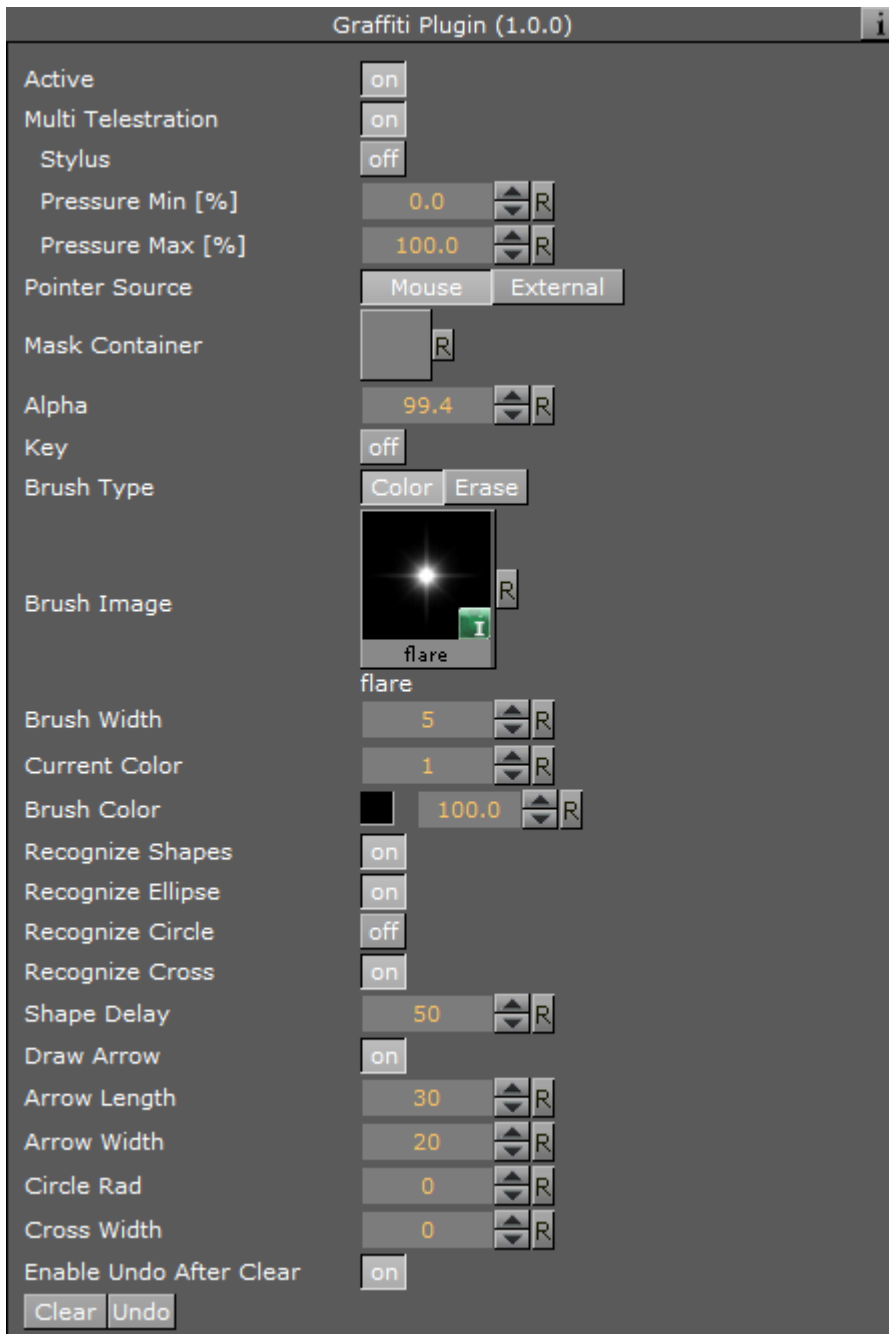 Graffiti Plugin (1.0.0) i
Active on
Multi Telestration on
Stylus off
Pressure Min [%] 0.0 R
Pressure Max [%] 100.0 R
Pointer Source Mouse External
Mask Container R
Alpha 99.4 R
Key off
Brush Type Color Erase
I
Brush Image R
flare
flare
Brush Width 5 R
Current Color 1 R
Brush Color 100.0 R
Recognize Shapes on
Recognize Ellipse on
Recognize Circle off
Recognize Cross on
Shape Delay 50 R
Draw Arrow on
Arrow Length 30 R
Arrow Width 20 R
Circle Rad 0 R
Cross Width 0 R
Enable Undo After Clear on
Clear Undo